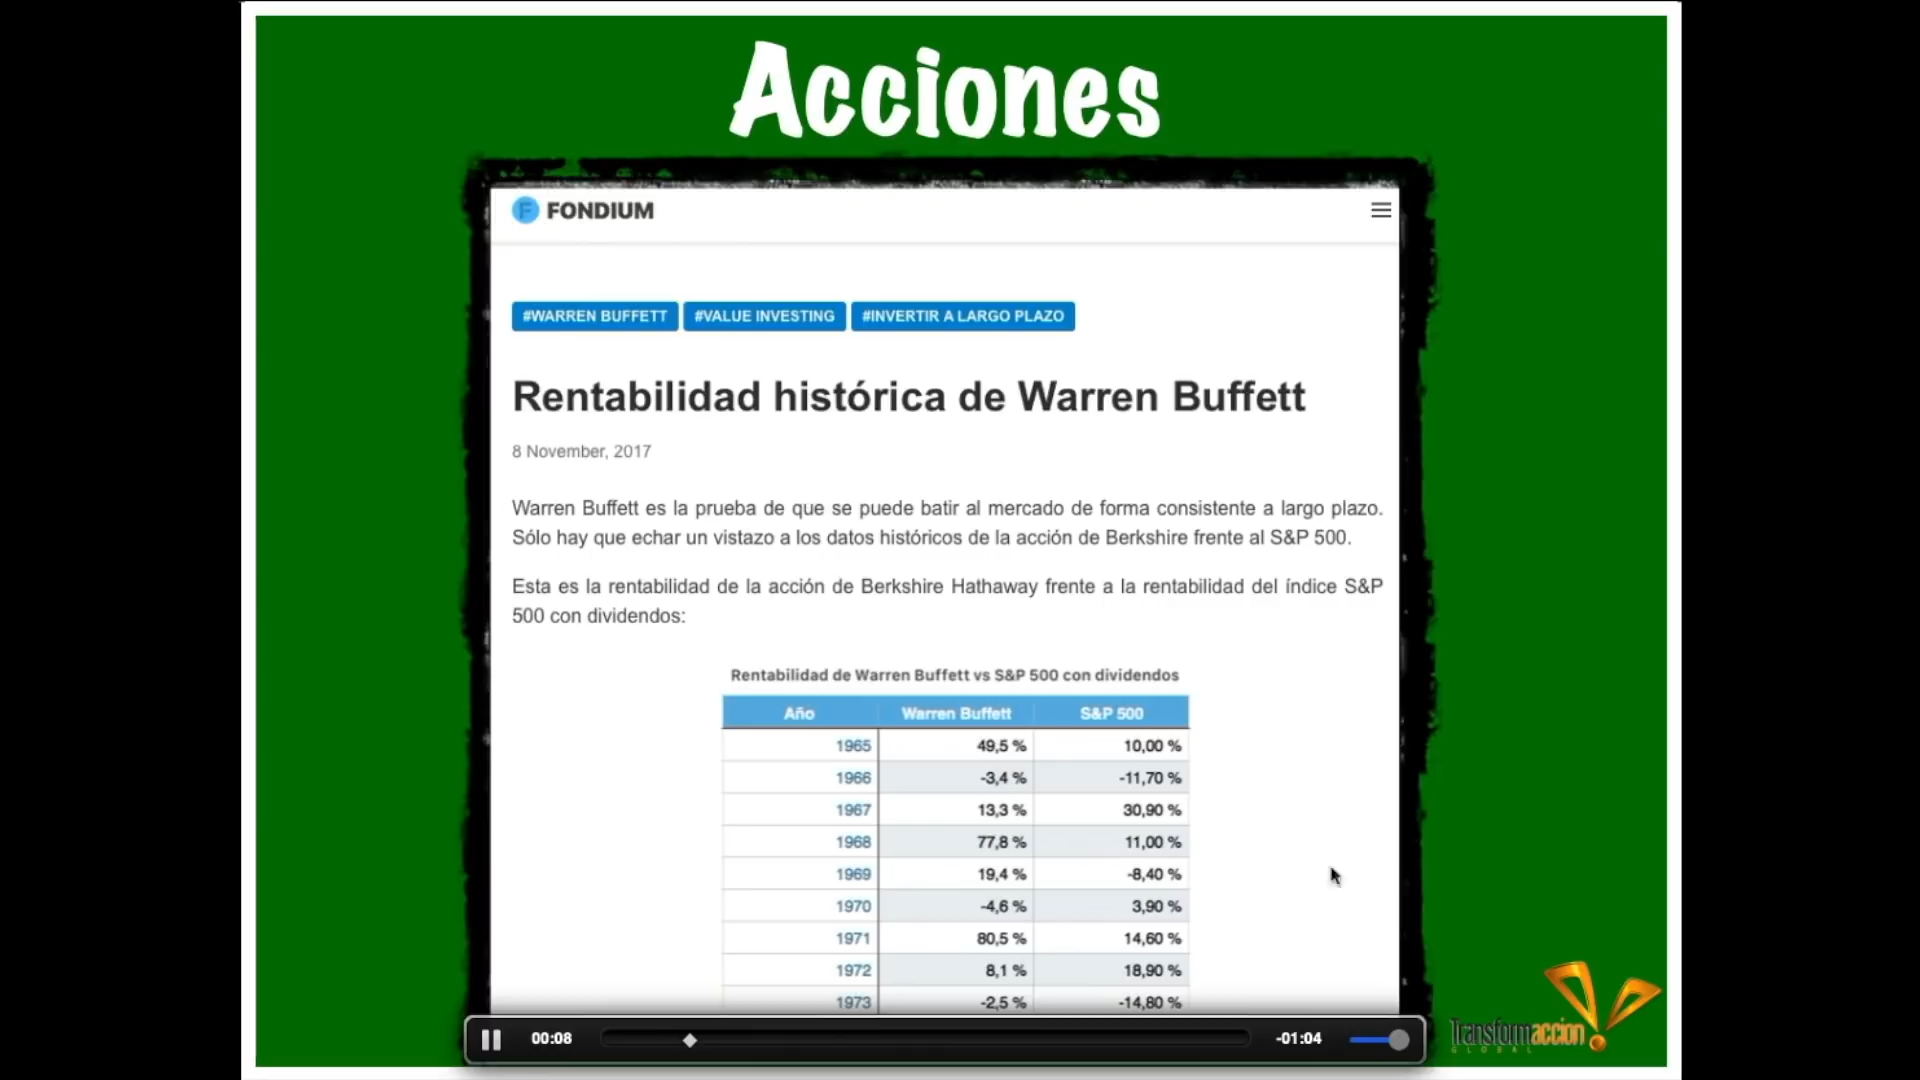 Acciones
FONDIUM
#WARREN BUFFETT #VALUE INVESTING #INVERTIR A LARGO PLAZO
Rentabilidad histórica de Warren Buffett
8 November, 2017
Warren Buffett es la prueba de que se puede batir al mercado de forma consistente a largo plazo.
Sólo hay que echar un vistazo a los datos históricos de la acción de Berkshire frente al S&P 500.
Esta es la rentabilidad de la acción de Berkshire Hathaway frente a la rentabilidad del índice S&P
500 con dividendos:
Rentabilidad de Warren Buffett vs S&P 500 con dividendos
Año Warren Buffett S&P 500
1965 49,5 % 10,00 %
1966 -3,4 % -11,70 %
1967 13,3 % 30,90 %
1968 77,8 % 11,00 %
1969 19,4 % -8,40 %
1970 -4,6 % 3,90 %
1971 80,5 % 14,60 %
1972 8,1 % 18,90 %
1973 -2,5 % -14,80 %
00:08 -01:04
Transformacción
GLOBAL